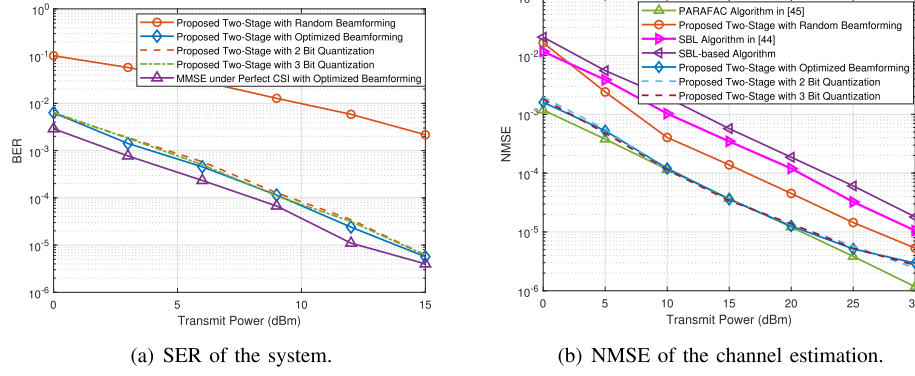 10^0
10^-1
10^-2
10^-3
10^-4
10^-5
10^-6
BER
0
5
10
15
Transmit Power (dBm)
Proposed Two-Stage with Random Beamforming
Proposed Two-Stage with Optimized Beamforming
Proposed Two-Stage with 2 Bit Quantization
Proposed Two-Stage with 3 Bit Quantization
MMSE under Perfect CSI with Optimized Beamforming
(a) SER of the system.
10^-2
10^-3
10^-4
10^-5
10^-6
NMSE
0
5
10
15
20
25
Transmit Power (dBm)
PARAFAC Algorithm in [45]
Proposed Two-Stage with Random Beamforming
SBL Algorithm in [44]
SBL-based Algorithm
Proposed Two-Stage with Optimized Beamforming
Proposed Two-Stage with 2 Bit Quantization
Proposed Two-Stage with 3 Bit Quantization
(b) NMSE of the channel estimation.